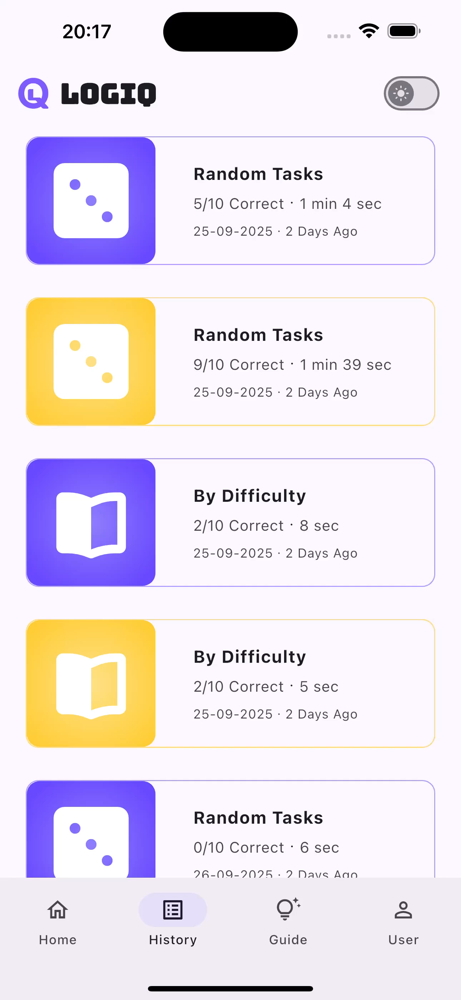 20:17
LOGIQ
Random Tasks
5/10 Correct · 1 min 4 sec
25-09-2025 · 2 Days Ago
Random Tasks
9/10 Correct · 1 min 39 sec
25-09-2025 · 2 Days Ago
By Difficulty
2/10 Correct · 8 sec
25-09-2025 · 2 Days Ago
By Difficulty
2/10 Correct · 5 sec
25-09-2025 · 2 Days Ago
Random Tasks
0/10 Correct · 6 sec
26-09-2025 · 2 Days Ago
Home History Guide User